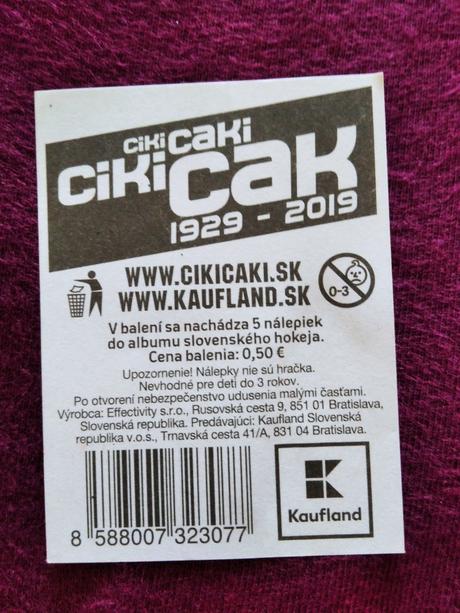 CIKI CAKI
CIKI CAK
1929 - 2019
WWW.CIKICAKI.SK
WWW.KAUFLAND.SK
0-3
V balení sa nachádza 5 nálepiek
do albumu slovenského hokeja.
Cena balenia: 0,50 €
Upozornenie! Nálepky nie sú hračka.
Nevhodné pre deti do 3 rokov.
Po otvorení nebezpečenstvo udusenia malými časťami.
Výrobca: Effectivity s.r.o., Rusovská cesta 9, 851 01 Bratislava,
Slovenská republika. Predávajúci: Kaufland Slovenská
republika v.o.s., Trnavská cesta 41/A, 831 04 Bratislava.
8 588007 323077
Kaufland